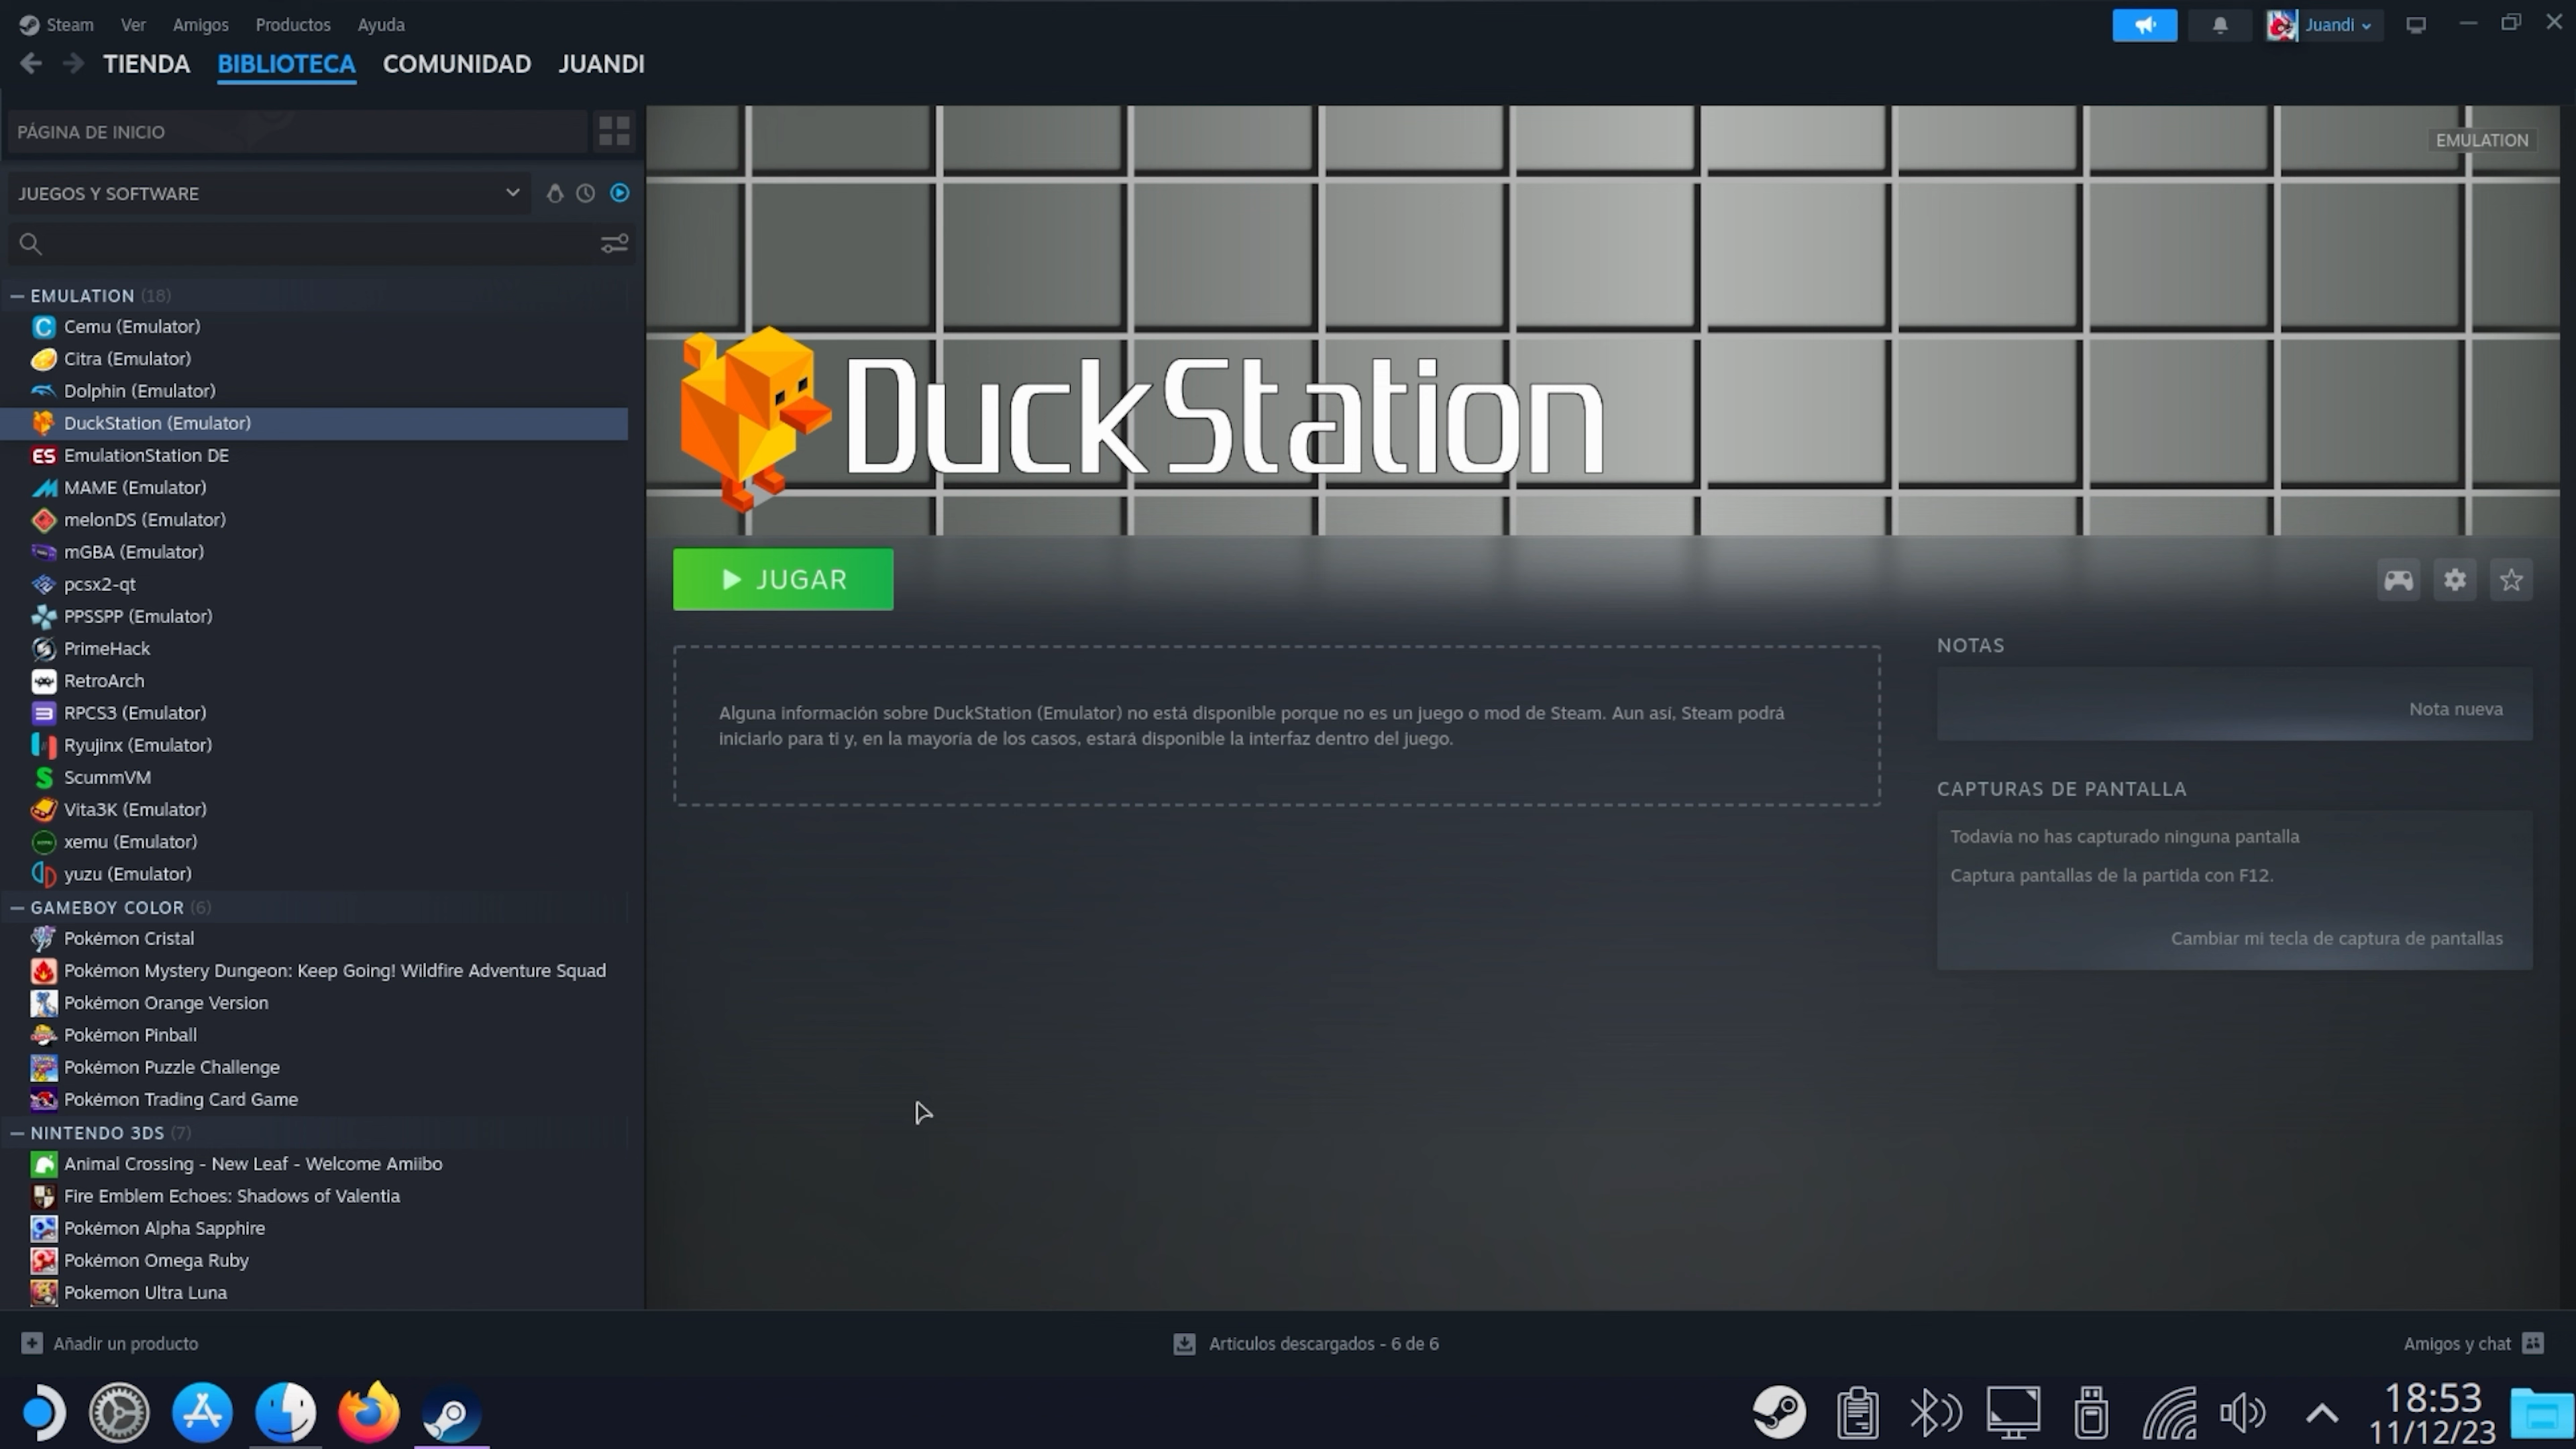 Steam Ver Amigos Productos Ayuda
Juandi
TIENDA BIBLIOTECA COMUNIDAD JUANDI
PÁGINA DE INICIO
JUEGOS Y SOFTWARE
EMULATION (18)
Cemu (Emulator)
Citra (Emulator)
Dolphin (Emulator)
DuckStation (Emulator)
ES EmulationStation DE
MAME (Emulator)
melonDS (Emulator)
mGBA (Emulator)
pcsx2-qt
PPSSPP (Emulator)
PrimeHack
RetroArch
RPCS3 (Emulator)
Ryujinx (Emulator)
ScummVM
Vita3K (Emulator)
xemu (Emulator)
yuzu (Emulator)
GAMEBOY COLOR (6)
Pokémon Cristal
Pokémon Mystery Dungeon: Keep Going! Wildfire Adventure Squad
Pokémon Orange Version
Pokémon Pinball
Pokémon Puzzle Challenge
Pokémon Trading Card Game
NINTENDO 3DS (7)
Animal Crossing - New Leaf - Welcome Amiibo
Fire Emblem Echoes: Shadows of Valentia
Pokémon Alpha Sapphire
Pokémon Omega Ruby
Pokemon Ultra Luna
EMULATION
DuckStation
JUGAR
Alguna información sobre DuckStation (Emulator) no está disponible porque no es un juego o mod de Steam. Aun así, Steam podrá
iniciarlo para ti y, en la mayoría de los casos, estará disponible la interfaz dentro del juego.
NOTAS
Nota nueva
CAPTURAS DE PANTALLA
Todavía no has capturado ninguna pantalla
Captura pantallas de la partida con F12.
Cambiar mi tecla de captura de pantallas
Añadir un producto
Artículos descargados - 6 de 6
Amigos y chat
18:53
11/12/23